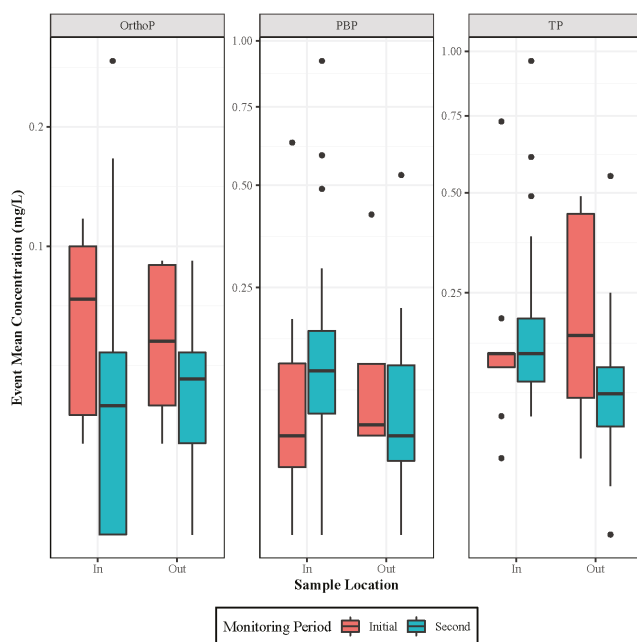 OrthoP PBP TP
1.00 1.00
0.75 0.75
0.2
0.50 0.50
0.1
0.25 0.25
Event Mean Concentration (mg/L)
In Out In Out In Out
Sample Location
Monitoring Period Initial Second